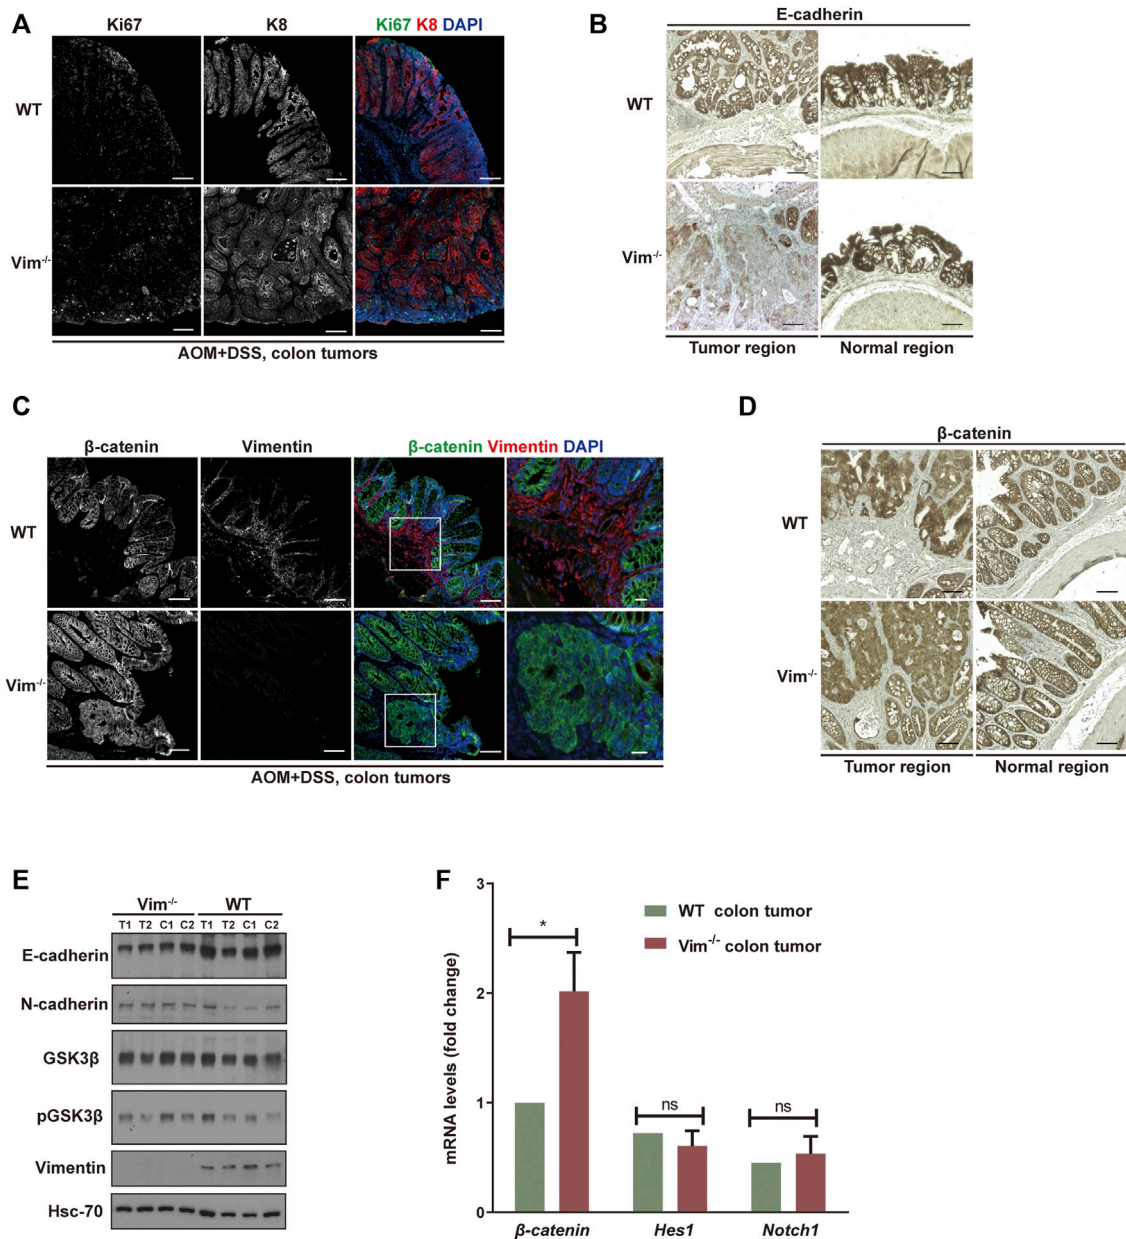 A
Ki67 K8 Ki67 K8 DAPI
WT
Vim-/-
AOM+DSS, colon tumors
B
E-cadherin
WT
Vim-/-
Tumor region Normal region
C
β-catenin Vimentin β-catenin Vimentin DAPI
WT
Vim-/-
AOM+DSS, colon tumors
D
β-catenin
WT
Vim-/-
Tumor region Normal region
E
Vim-/- WT
T1 T2 C1 C2 T1 T2 C1 C2
E-cadherin
N-cadherin
GSK3β
pGSK3β
Vimentin
Hsc-70
F
mRNA levels (fold change)
3
2
1
0
*
ns
ns
WT colon tumor
Vim-/- colon tumor
β-catenin Hes1 Notch1